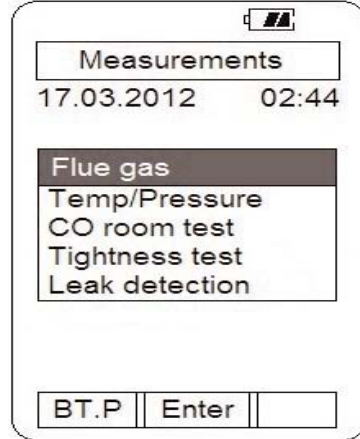 Measurements
17.03.2012 02:44
Flue gas
Temp/Pressure
CO room test
Tightness test
Leak detection
BT.P Enter